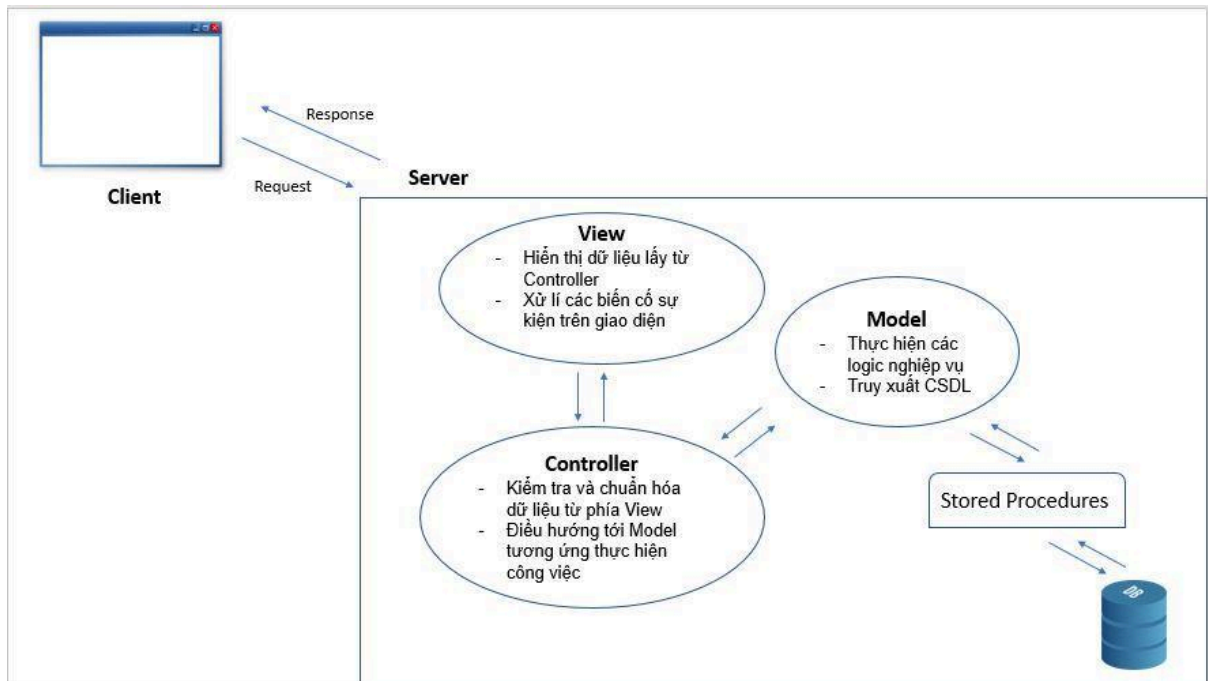 Response
Request
Client
Server
View
- Hiển thị dữ liệu lấy từ
Controller
- Xử lí các biến cố sự
kiện trên giao diện
Model
- Thực hiện các
logic nghiệp vụ
- Truy xuất CSDL
Controller
- Kiểm tra và chuẩn hóa
dữ liệu từ phía View
- Điều hướng tới Model
tương ứng thực hiện
công việc
Stored Procedures
DB